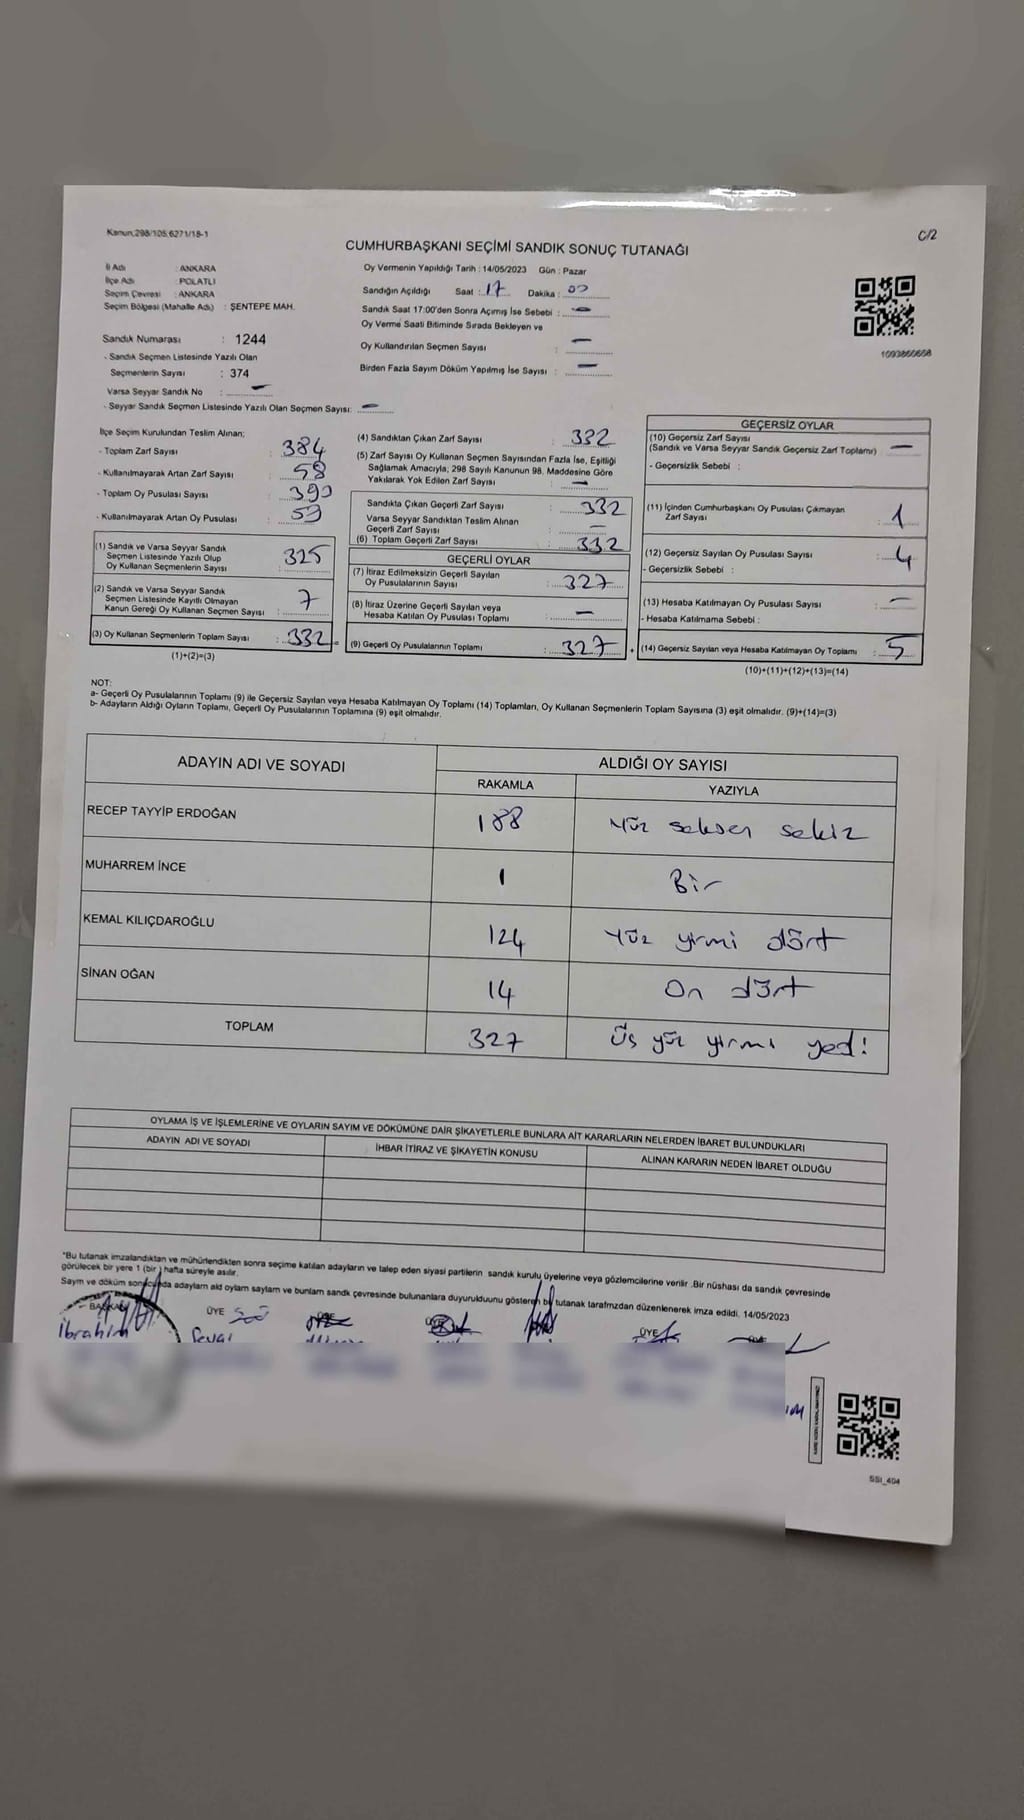 Kanun:298/105;6271/18-1
C/2
CUMHURBAŞKANI SEÇİMİ SANDIK SONUÇ TUTANAĞI
İl Adı : ANKARA
İlçe Adı : POLATLI
Seçim Çevresi : ANKARA
Seçim Bölgesi (Mahalle Adı) : ŞENTEPE MAH.
Sandık Numarası : 1244
- Sandık Seçmen Listesinde Yazılı Olan
Seçmenlerin Sayısı : 374
Varsa Seyyar Sandık No : —
- Seyyar Sandık Seçmen Listesinde Yazılı Olan Seçmen Sayısı: —
Oy Vermenin Yapıldığı Tarih : 14/05/2023 Gün : Pazar
Sandığın Açıldığı Saat : 17 Dakika : 00
Sandık Saat 17:00'den Sonra Açımış İse Sebebi : —
Oy Verme Saati Bitiminde Sırada Bekleyen ve
Oy Kullandırılan Seçmen Sayısı : —
Birden Fazla Sayım Döküm Yapılmış İse Sayısı : —
1093860658
İlçe Seçim Kurulundan Teslim Alınan;
- Toplam Zarf Sayısı : 384
- Kullanılmayarak Artan Zarf Sayısı : 58
- Toplam Oy Pusulası Sayısı : 390
- Kullanılmayarak Artan Oy Pusulası : 59
(1) Sandık ve Varsa Seyyar Sandık
Seçmen Listesinde Yazılı Olup
Oy Kullanan Seçmenlerin Sayısı : 325
(2) Sandık ve Varsa Seyyar Sandık
Seçmen Listesinde Kayıtlı Olmayan
Kanun Gereği Oy Kullanan Seçmen Sayısı : 7
(3) Oy Kullanan Seçmenlerin Toplam Sayısı : 332 =
(1)+(2)=(3)
(4) Sandıktan Çıkan Zarf Sayısı : 332
(5) Zarf Sayısı Oy Kullanan Seçmen Sayısından Fazla İse, Eşitliği
Sağlamak Amacıyla; 298 Sayılı Kanunun 98. Maddesine Göre
Yakılarak Yok Edilen Zarf Sayısı : —
Sandıkta Çıkan Geçerli Zarf Sayısı : 332
Varsa Seyyar Sandıktan Teslim Alınan
Geçerli Zarf Sayısı : —
(6) Toplam Geçerli Zarf Sayısı : 332
GEÇERLİ OYLAR
(7) İtiraz Edilmeksizin Geçerli Sayılan
Oy Pusulalarının Sayısı : 327
(8) İtiraz Üzerine Geçerli Sayılan veya
Hesaba Katılan Oy Pusulası Toplamı : —
(9) Geçerli Oy Pusulalarının Toplamı : 327 +
GEÇERSİZ OYLAR
(10) Geçersiz Zarf Sayısı
(Sandık ve Varsa Seyyar Sandık Geçersiz Zarf Toplamı) : —
- Geçersizlik Sebebi :
(11) İçinden Cumhurbaşkanı Oy Pusulası Çıkmayan
Zarf Sayısı : 1
(12) Geçersiz Sayılan Oy Pusulası Sayısı : 4
- Geçersizlik Sebebi :
(13) Hesaba Katılmayan Oy Pusulası Sayısı : —
- Hesaba Katılmama Sebebi :
(14) Geçersiz Sayılan veya Hesaba Katılmayan Oy Toplamı : 5
(10)+(11)+(12)+(13)=(14)
NOT:
a- Geçerli Oy Pusulalarının Toplamı (9) ile Geçersiz Sayılan veya Hesaba Katılmayan Oy Toplamı (14) Toplamları, Oy Kullanan Seçmenlerin Toplam Sayısına (3) eşit olmalıdır. (9)+(14)=(3)
b- Adayların Aldığı Oyların Toplamı, Geçerli Oy Pusulalarının Toplamına (9) eşit olmalıdır.
ADAYIN ADI VE SOYADI ALDIĞI OY SAYISI
RAKAMLA YAZIYLA
RECEP TAYYİP ERDOĞAN 188 Yüz seksen sekiz
MUHARREM İNCE 1 Bir
KEMAL KILIÇDAROĞLU 124 Yüz yirmi dört
SİNAN OĞAN 14 On dört
TOPLAM 327 Üç yüz yirmi yedi
OYLAMA İŞ VE İŞLEMLERİNE VE OYLARIN SAYIM VE DÖKÜMÜNE DAİR ŞİKAYETLERLE BUNLARA AİT KARARLARIN NELERDEN İBARET BULUNDUKLARI
ADAYIN ADI VE SOYADI İHBAR İTİRAZ VE ŞİKAYETİN KONUSU ALINAN KARARIN NEDEN İBARET OLDUĞU
*Bu tutanak imzalandıktan ve mühürlendikten sonra seçime katılan adayların ve talep eden siyasi partilerin sandık kurulu üyelerine veya gözlemcilerine verilir .Bir nüshası da sandık çevresinde
görülecek bir yere 1 (bir ) hafta süreyle asılır.
Sayım ve döküm sonucunda adayların ald oyların sayların ve bunların sandk çevresinde bulunanlara duyurulduunu gösteren bu tutanak tarafmzdan düzenlenerek imza edildi. 14/05/2023
BAŞKAN ÜYE ÜYE ÜYE ÜYE ÜYE
İbrahim
SSI_404